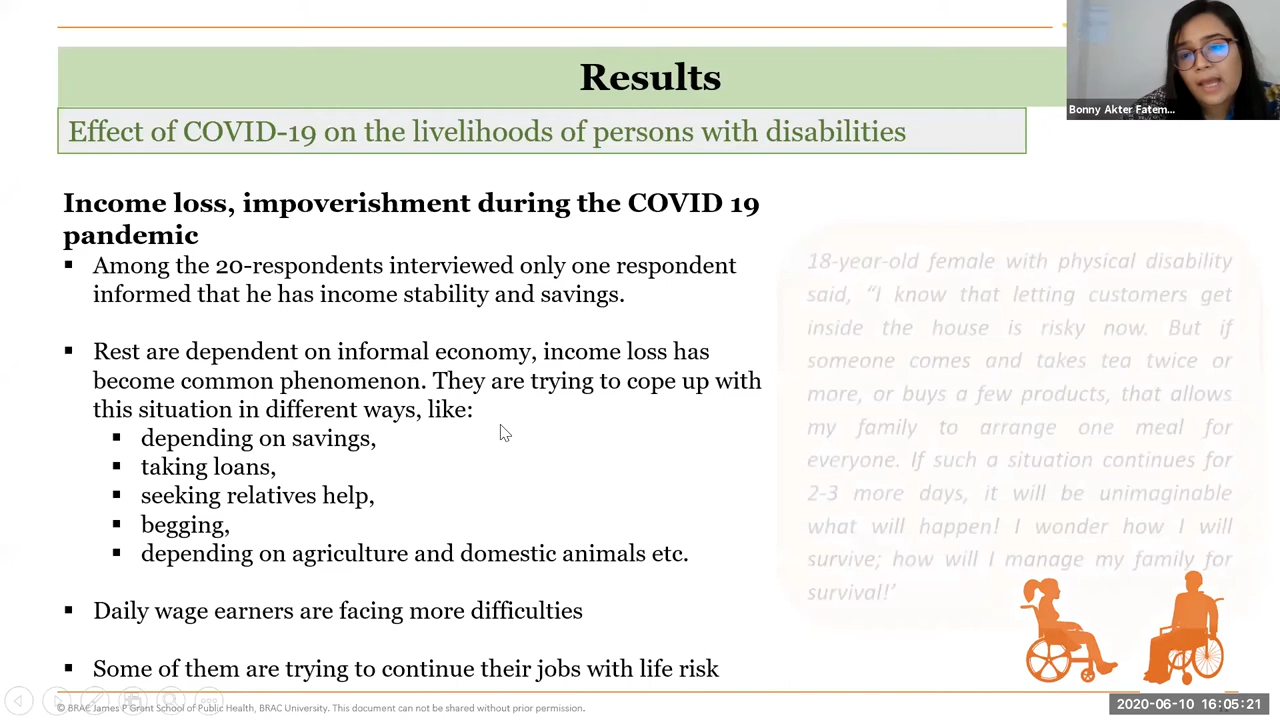 Results
Bonny Akter Fatem...
Effect of COVID-19 on the livelihoods of persons with disabilities
Income loss, impoverishment during the COVID 19
pandemic
▪ Among the 20-respondents interviewed only one respondent
informed that he has income stability and savings.
▪ Rest are dependent on informal economy, income loss has
become common phenomenon. They are trying to cope up with
this situation in different ways, like:
▪ depending on savings,
▪ taking loans,
▪ seeking relatives help,
▪ begging,
▪ depending on agriculture and domestic animals etc.
▪ Daily wage earners are facing more difficulties
▪ Some of them are trying to continue their jobs with life risk
18-year-old female with physical disability
said, “I know that letting customers get
inside the house is risky now. But if
someone comes and takes tea twice or
more, or buys a few products, that allows
my family to arrange one meal for
everyone. If such a situation continues for
2-3 more days, it will be unimaginable
what will happen! I wonder how I will
survive; how will I manage my family for
survival!’
© BRAC James P Grant School of Public Health, BRAC University. This document can not be shared without prior permission.
2020-06-10 16:05:21